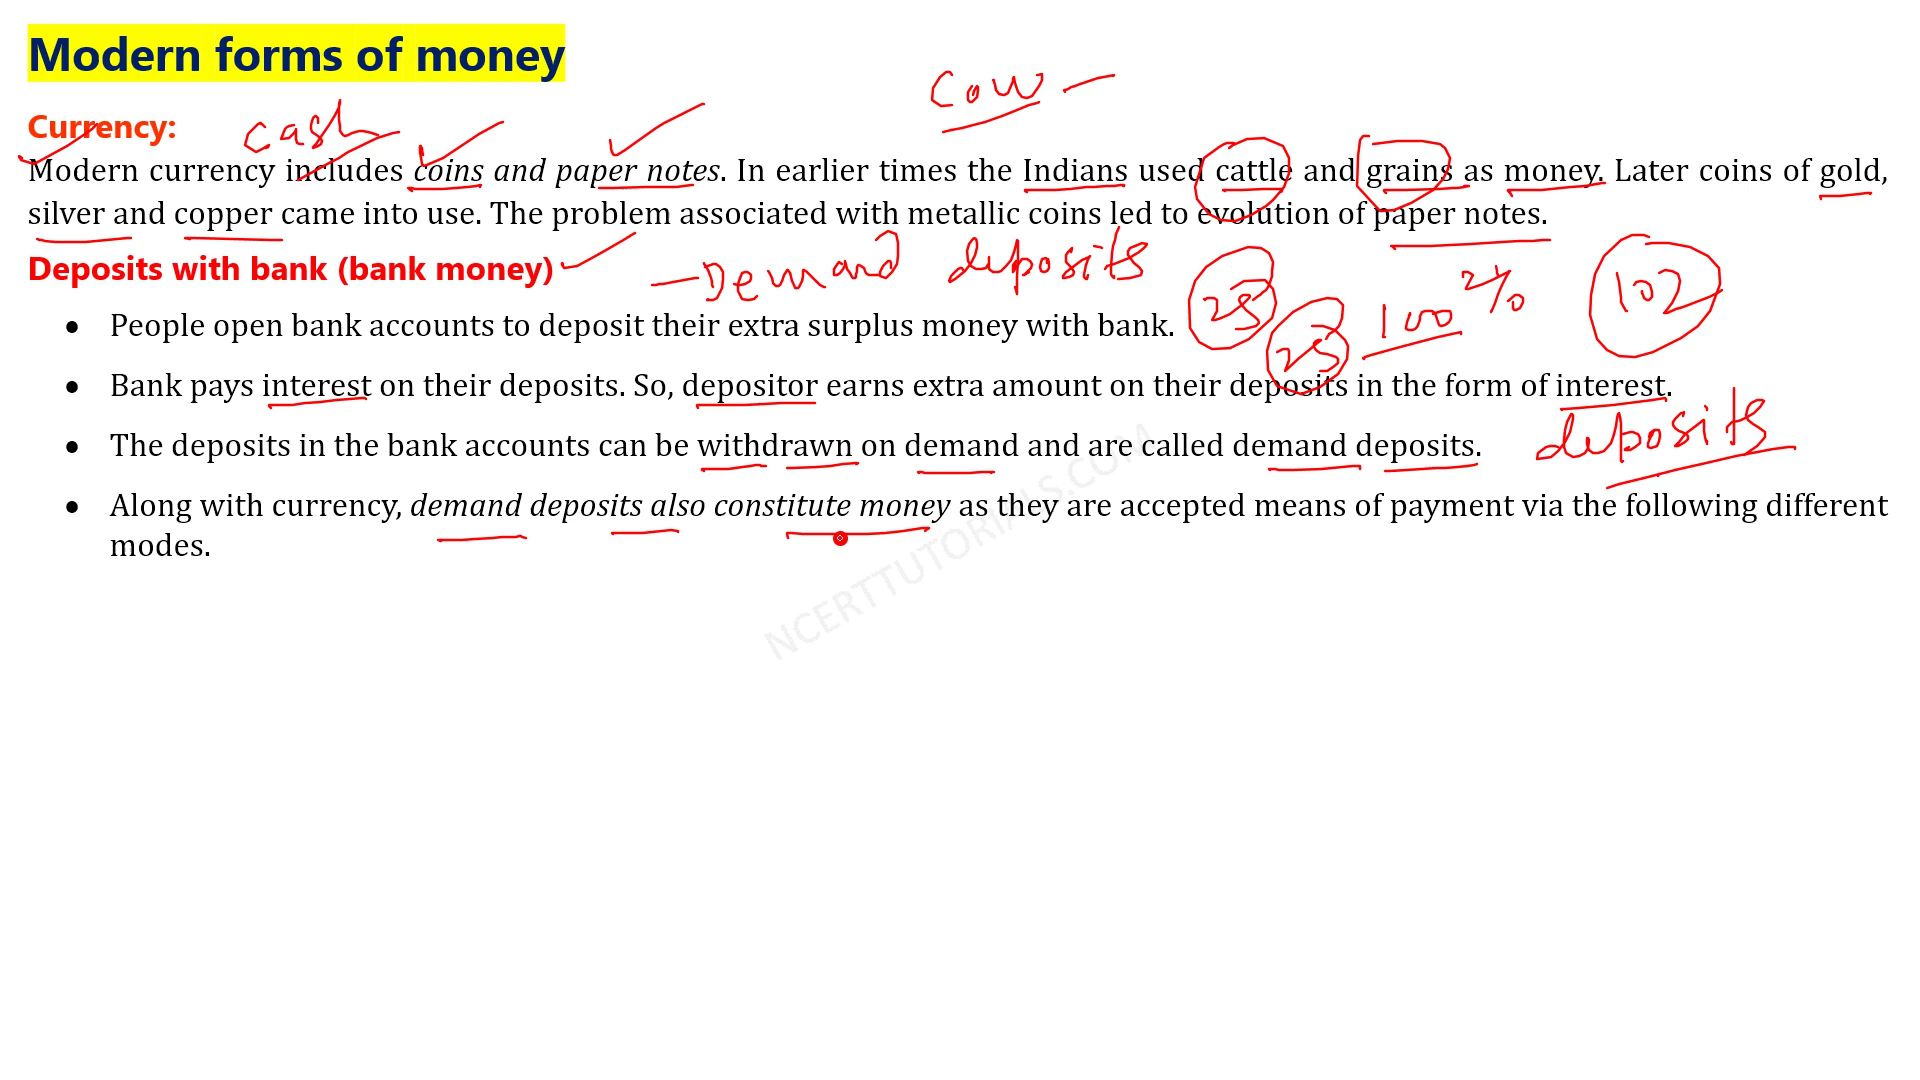 Modern forms of money
Cow -
Currency: cash
Modern currency includes coins and paper notes. In earlier times the Indians used cattle and grains as money. Later coins of gold,
silver and copper came into use. The problem associated with metallic coins led to evolution of paper notes.
Deposits with bank (bank money) - Demand deposits
25 25 100 2% 102
• People open bank accounts to deposit their extra surplus money with bank.
• Bank pays interest on their deposits. So, depositor earns extra amount on their deposits in the form of interest.
• The deposits in the bank accounts can be withdrawn on demand and are called demand deposits. deposits
• Along with currency, demand deposits also constitute money as they are accepted means of payment via the following different
modes.
NCERTTUTORIALS.COM